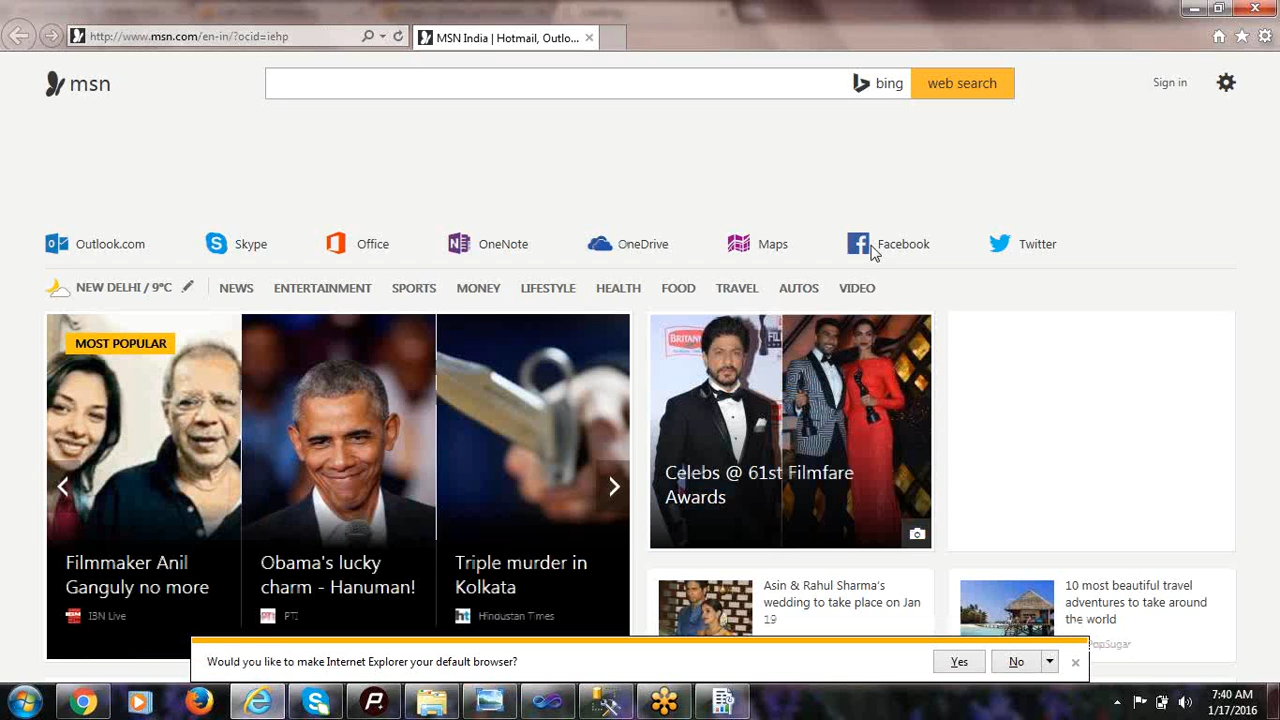 http://www.msn.com/en-in/?ocid=iehp
MSN India | Hotmail, Outlo...
msn
bing
web search
Sign in
Outlook.com
Skype
Office
OneNote
OneDrive
Maps
Facebook
Twitter
NEW DELHI / 9°C
NEWS
ENTERTAINMENT
SPORTS
MONEY
LIFESTYLE
HEALTH
FOOD
TRAVEL
AUTOS
VIDEO
MOST POPULAR
Filmmaker Anil
Ganguly no more
IBN Live
Obama's lucky
charm - Hanuman!
PTI
Triple murder in
Kolkata
Hindustan Times
Celebs @ 61st Filmfare
Awards
Asin & Rahul Sharma's
wedding to take place on Jan
19
10 most beautiful travel
adventures to take around
the world
PopSugar
Would you like to make Internet Explorer your default browser?
Yes
No
7:40 AM
1/17/2016